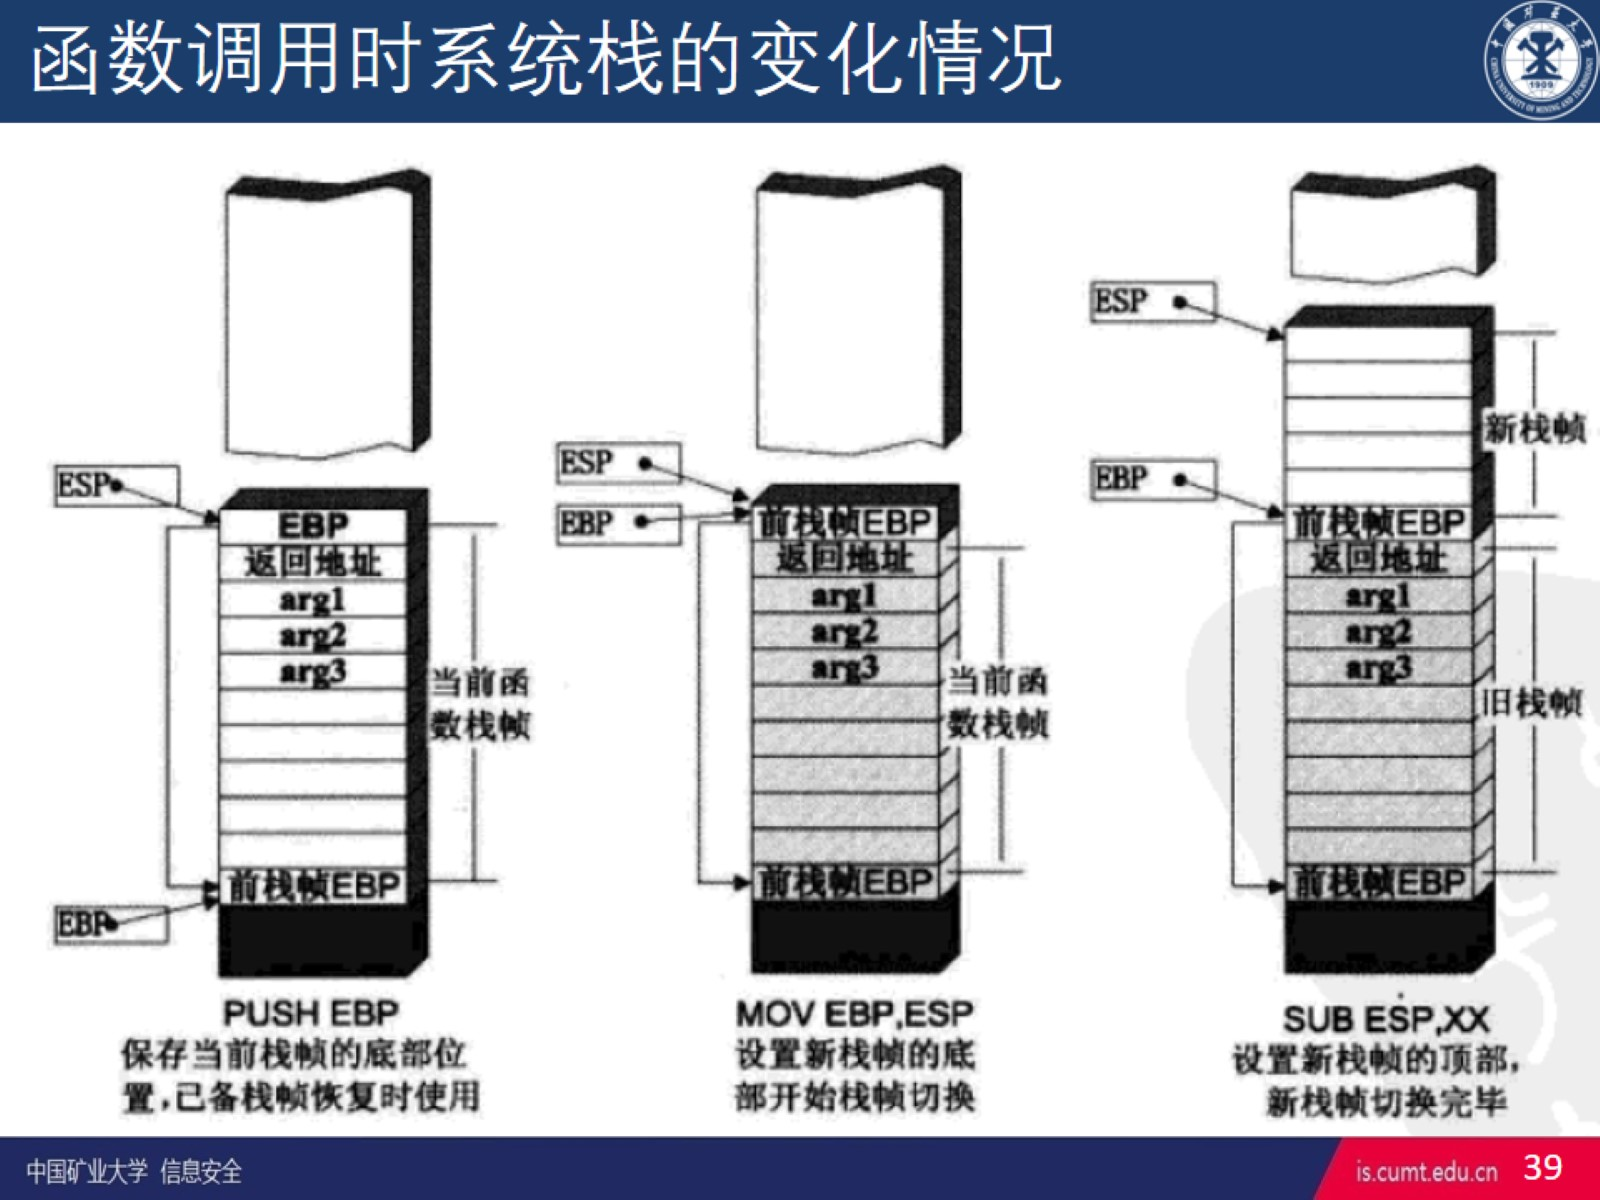 函数调用时系统栈的变化情况
1909
ESP
EBP
返回地址
arg1
arg2
arg3
前栈帧EBP
EBP
当前函
数栈帧
PUSH EBP
保存当前栈帧的底部位
置,已备栈帧恢复时使用
ESP
EBP
前栈帧EBP
返回地址
arg1
arg2
arg3
前栈帧EBP
当前函
数栈帧
MOV EBP,ESP
设置新栈帧的底
部开始栈帧切换
ESP
EBP
前栈帧EBP
返回地址
arg1
arg2
arg3
前栈帧EBP
新栈帧
旧栈帧
SUB ESP,XX
设置新栈帧的顶部,
新栈帧切换完毕
中国矿业大学 信息安全
is.cumt.edu.cn 39